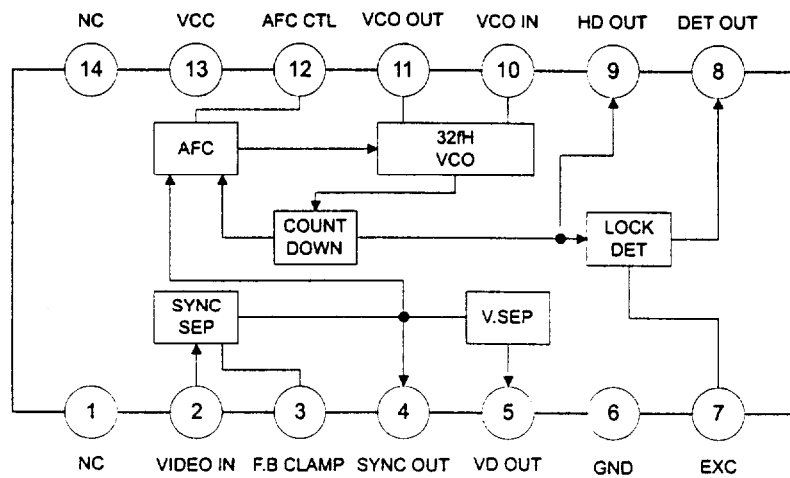 NC VCC AFC CTL VCO OUT VCO IN HD OUT DET OUT
14 13 12 11 10 9 8
AFC
32fH
VCO
COUNT
DOWN
LOCK
DET
SYNC
SEP
V.SEP
1 2 3 4 5 6 7
NC VIDEO IN F.B CLAMP SYNC OUT VD OUT GND EXC